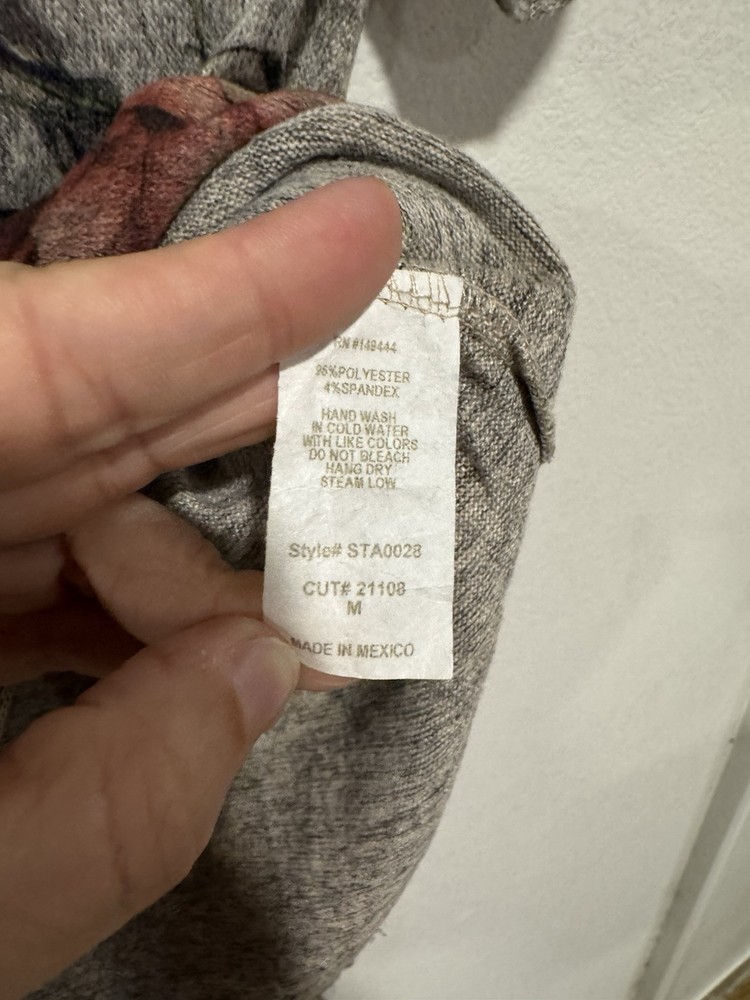 RN #149444
96%POLYESTER
4%SPANDEX
HAND WASH
IN COLD WATER
WITH LIKE COLORS
DO NOT BLEACH
HANG DRY
STEAM LOW
Style# STA0028
CUT# 21108
M
MADE IN MEXICO